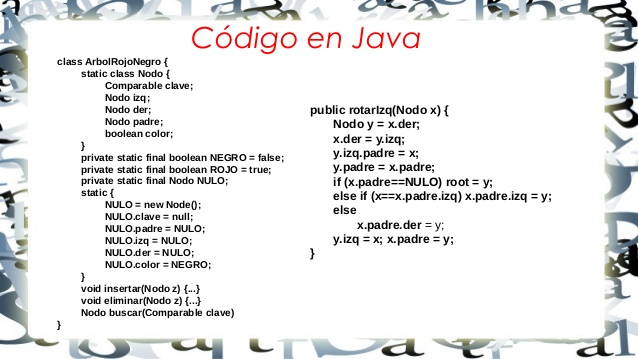 Código en Java
class ArbolRojoNegro {
static class Nodo {
Comparable clave;
Nodo izq;
Nodo der;
Nodo padre;
boolean color;
}
private static final boolean NEGRO = false;
private static final boolean ROJO = true;
private static final Nodo NULO;
static {
NULO = new Node();
NULO.clave = null;
NULO.padre = NULO;
NULO.izq = NULO;
NULO.der = NULO;
NULO.color = NEGRO;
}
void insertar(Nodo z) {...}
void eliminar(Nodo z) {...}
Nodo buscar(Comparable clave)
}
public rotarIzq(Nodo x) {
Nodo y = x.der;
x.der = y.izq;
y.izq.padre = x;
y.padre = x.padre;
if (x.padre==NULO) root = y;
else if (x==x.padre.izq) x.padre.izq = y;
else
x.padre.der = y;
y.izq = x; x.padre = y;
}